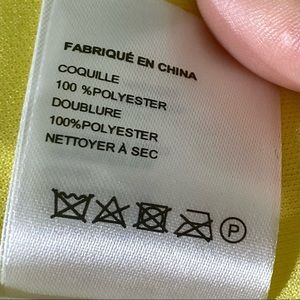 FABRIQUÉ EN CHINA
COQUILLE
100 %POLYESTER
DOUBLURE
100%POLYESTER
NETTOYER À SEC
P